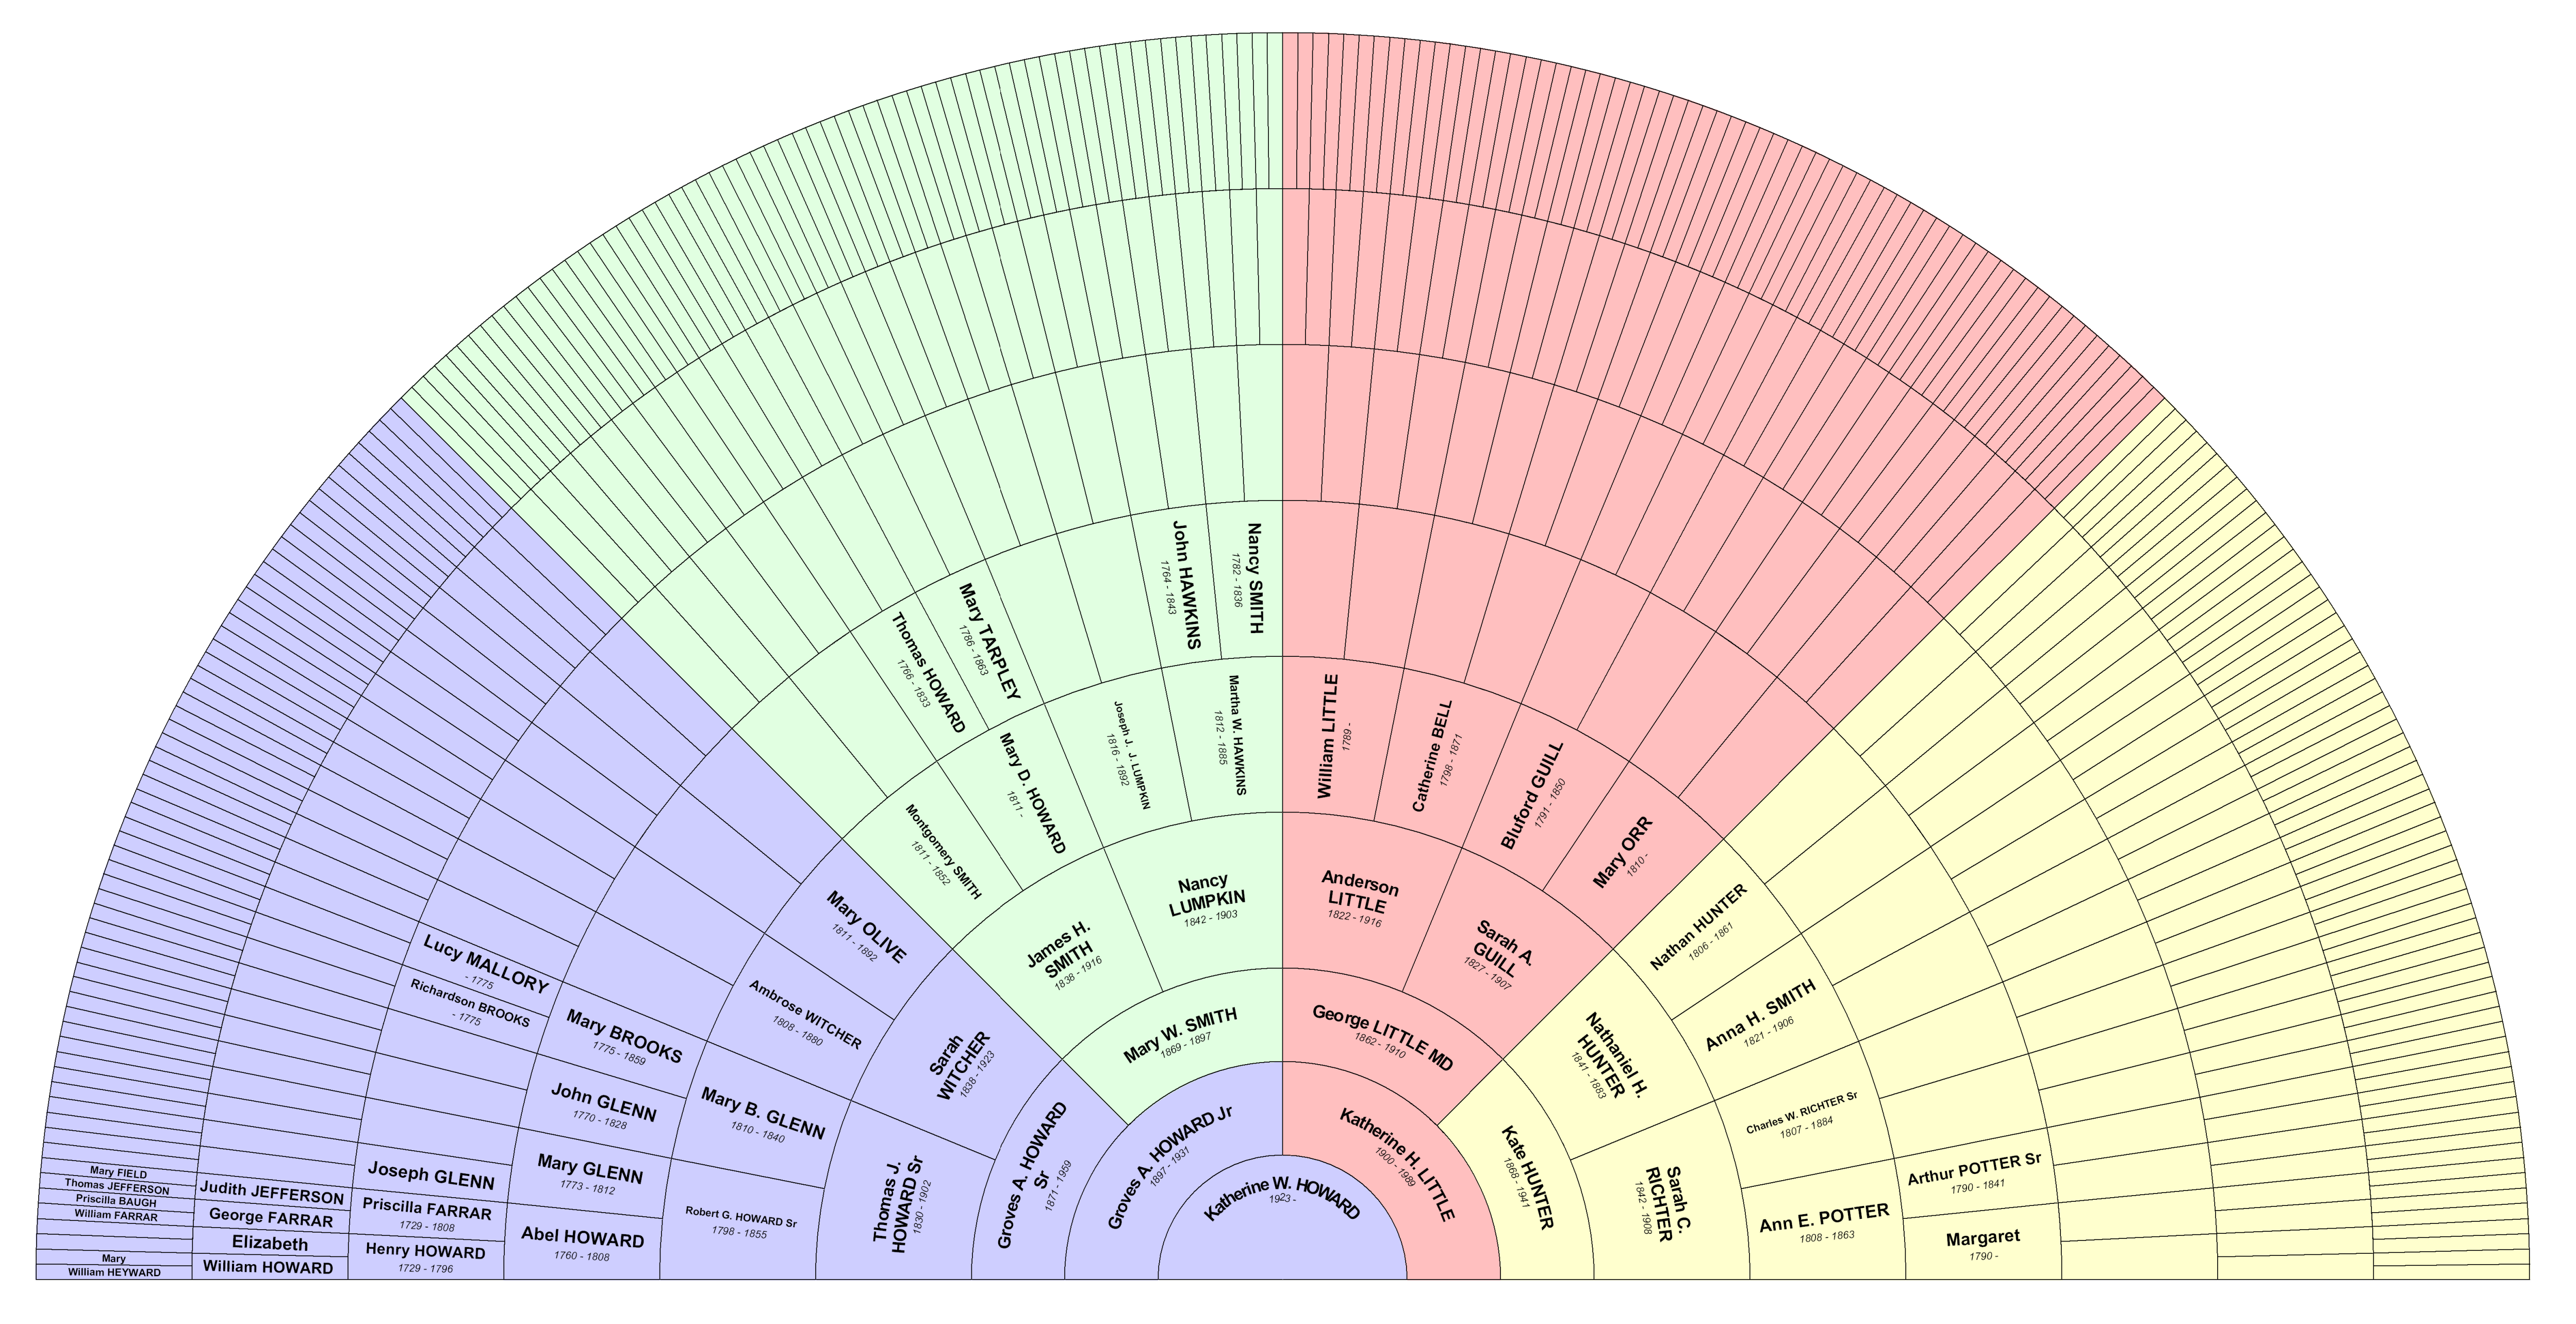 Katherine W. HOWARD
1923 -
Groves A. HOWARD Jr
1897 - 1931
Katherine H. LITTLE
1900 - 1989
Groves A. HOWARD
Sr
1871 - 1959
Mary W. SMITH
1869 - 1897
George LITTLE MD
1862 - 1910
Kate HUNTER
1868 - 1941
Thomas J.
HOWARD Sr
1830 - 1902
Sarah
WITCHER
1838 - 1923
James H.
SMITH
1838 - 1916
Nancy
LUMPKIN
1842 - 1903
Anderson
LITTLE
1822 - 1916
Sarah A.
GUILL
1827 - 1907
Nathaniel H.
HUNTER
1841 - 1883
Sarah C.
RICHTER
1842 - 1908
Robert G. HOWARD Sr
1798 - 1855
Mary B. GLENN
1810 - 1840
Ambrose WITCHER
1808 - 1880
Mary OLIVE
1811 - 1892
Montgomery SMITH
1811 - 1852
Mary D. HOWARD
1811 -
Joseph J. J. LUMPKIN
1816 - 1892
Martha W. HAWKINS
1812 - 1885
William LITTLE
1789 -
Catherine BELL
1798 - 1871
Bluford GUILL
1791 - 1850
Mary ORR
1810 -
Nathan HUNTER
1806 - 1861
Anna H. SMITH
1821 - 1906
Charles W. RICHTER Sr
1807 - 1884
Ann E. POTTER
1808 - 1863
Abel HOWARD
1760 - 1808
Mary GLENN
1773 - 1812
John GLENN
1770 - 1828
Mary BROOKS
1775 - 1859
Thomas HOWARD
1766 - 1833
Mary TARPLEY
1786 - 1863
John HAWKINS
1764 - 1843
Nancy SMITH
1782 - 1836
Arthur POTTER Sr
1790 - 1841
Margaret
1790 -
Henry HOWARD
1729 - 1796
Priscilla FARRAR
1729 - 1808
Joseph GLENN
Richardson BROOKS
- 1775
Lucy MALLORY
- 1775
William HOWARD
Elizabeth
George FARRAR
Judith JEFFERSON
William HEYWARD
Mary
William FARRAR
Priscilla BAUGH
Thomas JEFFERSON
Mary FIELD